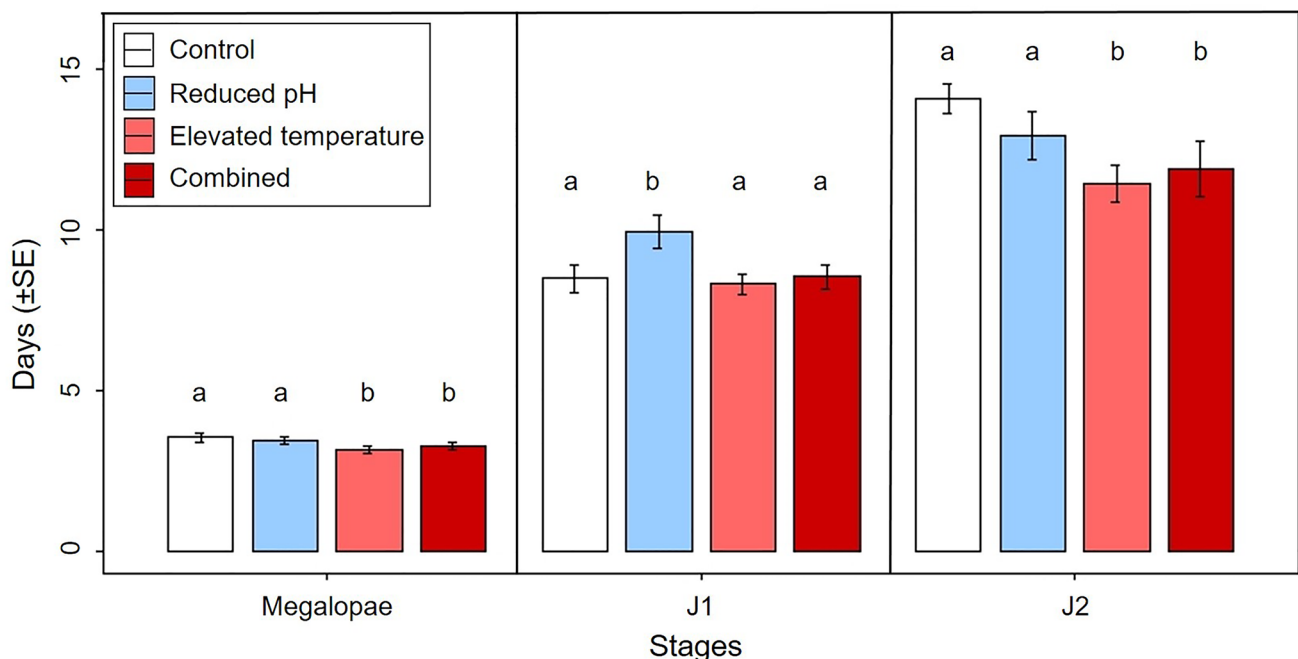 Control
Reduced pH
Elevated temperature
Combined
Days (±SE)
15
10
5
0
a a b b
a b a a
a a b b
Megalopae J1 J2
Stages